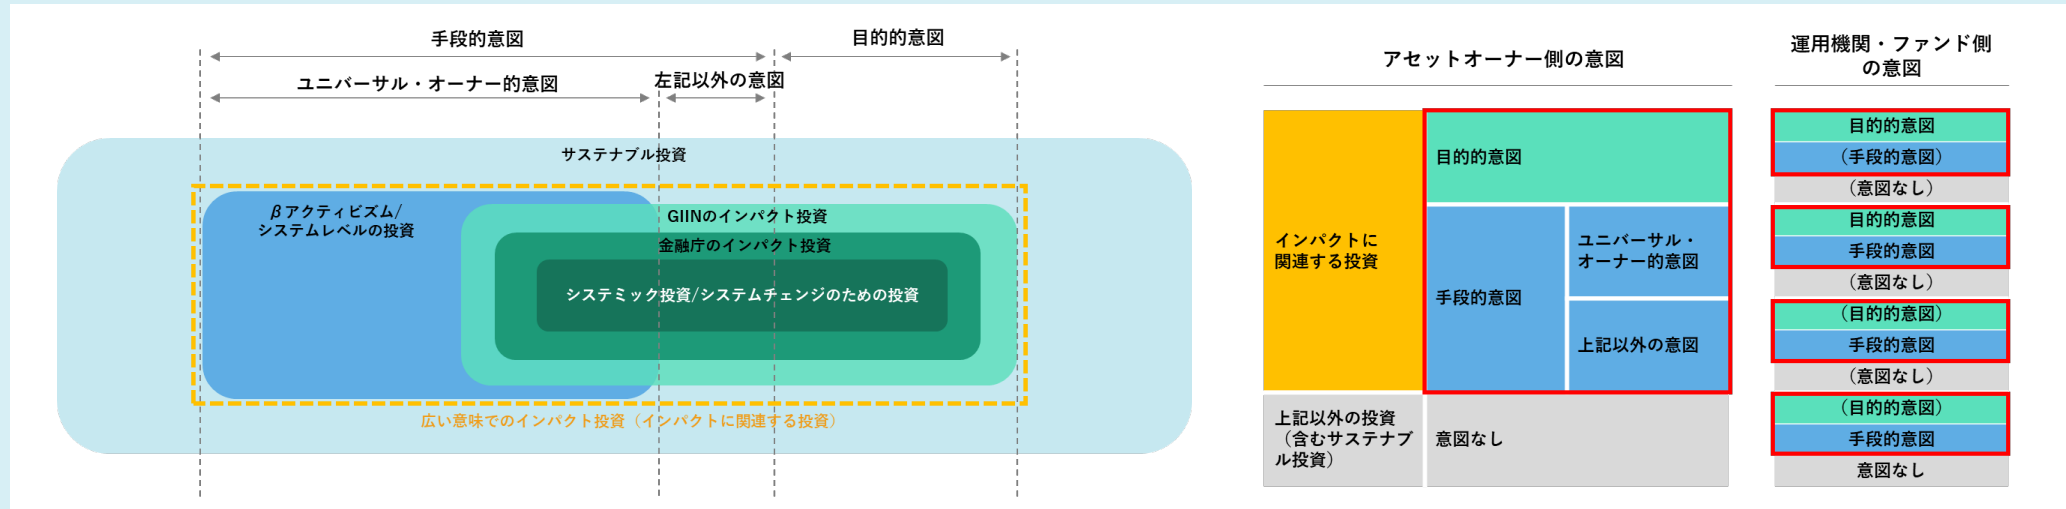 手段的意図
目的的意図
ユニバーサル・オーナー的意図
左記以外の意図
サステナブル投資
βアクティビズム/
システムレベルの投資
GIINのインパクト投資
金融庁のインパクト投資
システミック投資/システムチェンジのための投資
広い意味でのインパクト投資（インパクトに関連する投資）
アセットオーナー側の意図
インパクトに
関連する投資
目的的意図
手段的意図
ユニバーサル・
オーナー的意図
上記以外の意図
上記以外の投資
（含むサステナブ
ル投資）
意図なし
運用機関・ファンド側
の意図
目的的意図
（手段的意図）
（意図なし）
目的的意図
手段的意図
（意図なし）
（目的的意図）
手段的意図
（意図なし）
（目的的意図）
手段的意図
意図なし